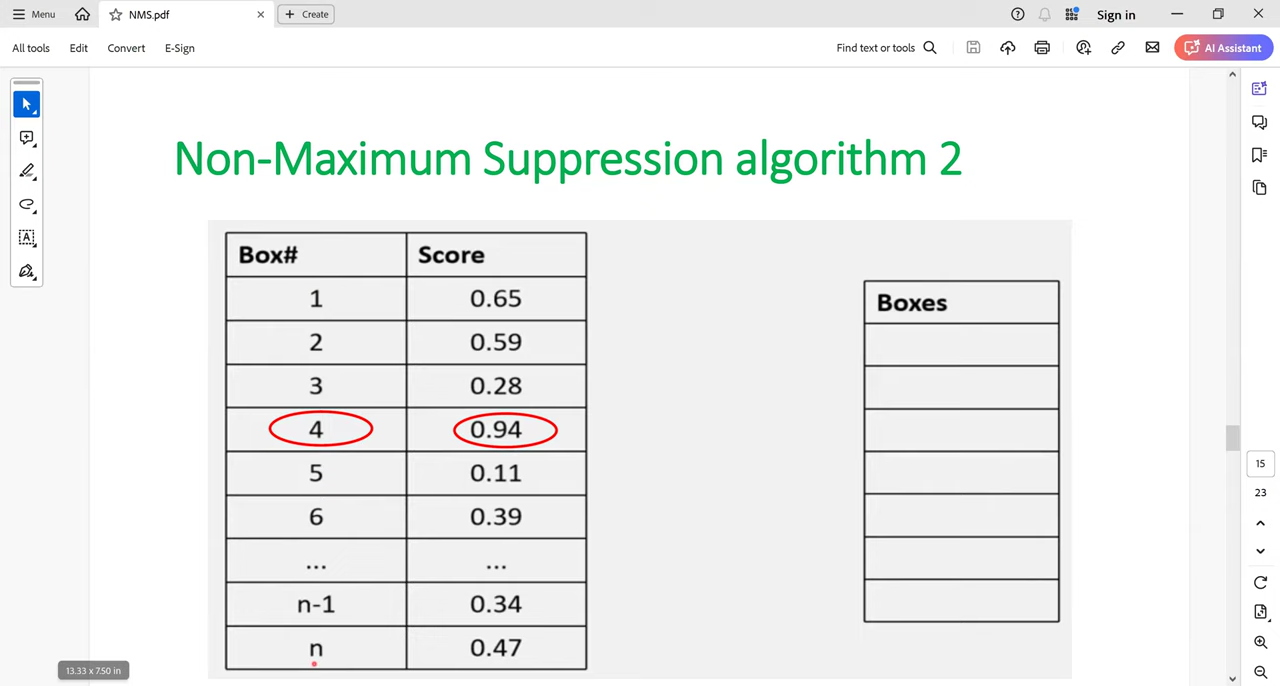 Menu
NMS.pdf
Create
Sign in
All tools
Edit
Convert
E-Sign
Find text or tools
AI Assistant
Non-Maximum Suppression algorithm 2
Box# Score
1 0.65
2 0.59
3 0.28
4 0.94
5 0.11
6 0.39
... ...
n-1 0.34
n 0.47
Boxes
15
23
13.33 x 7.50 in